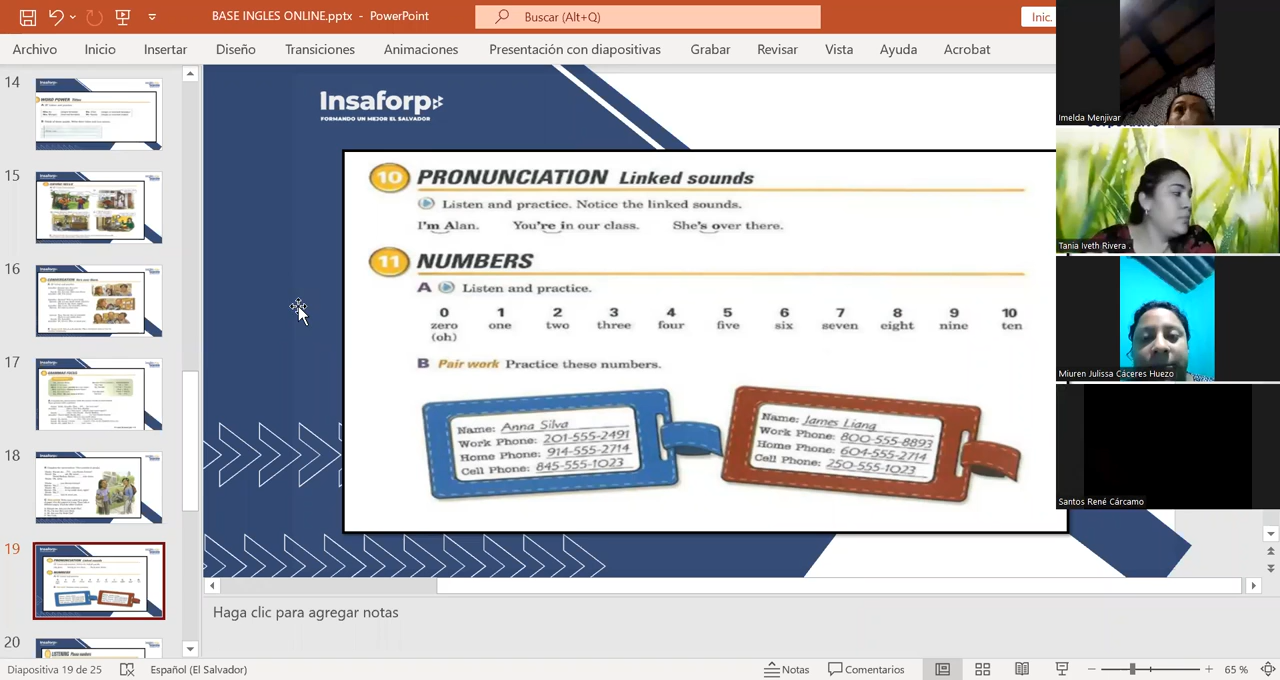 BASE INGLES ONLINE.pptx - PowerPoint
Buscar (Alt+Q)
Inic.
Archivo Inicio Insertar Diseño Transiciones Animaciones Presentación con diapositivas Grabar Revisar Vista Ayuda Acrobat
14
15
16
17
18
19
20
Insaforp
FORMANDO UN MEJOR EL SALVADOR
10 PRONUNCIATION Linked sounds
Listen and practice. Notice the linked sounds.
I'm Alan. You're in our class. She's over there.
11 NUMBERS
A Listen and practice.
0 1 2 3 4 5 6 7 8 9 10
zero one two three four five six seven eight nine ten
(oh)
B Pair work Practice these numbers.
Name: Anna Silva
Work Phone: 201-555-2491
Home Phone: 914-555-2714
Cell Phone: 845-555-1023
Name: James Liang
Work Phone: 800-555-8893
Home Phone: 604-555-2714
Cell Phone: 250-555-1023
Imelda Menjivar
Tania Iveth Rivera
Miuren Julissa Cáceres Huezo
Santos René Cárcamo
Haga clic para agregar notas
Diapositiva 19 de 25 Español (El Salvador) Notas Comentarios 65 %